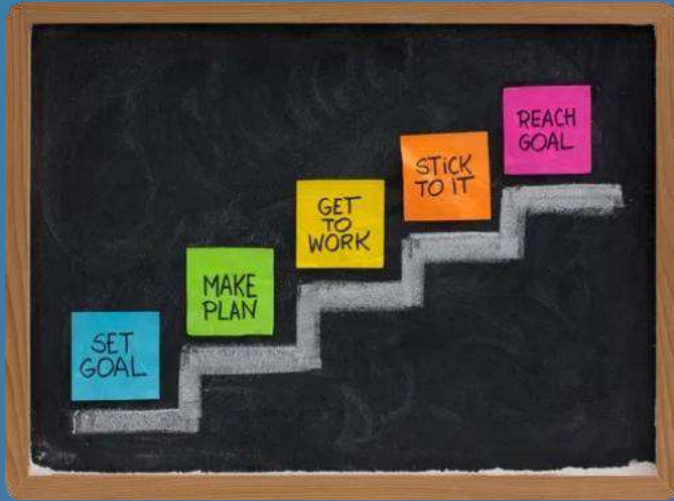 SET
GOAL
MAKE
PLAN
GET
TO
WORK
STICK
TO IT
REACH
GOAL